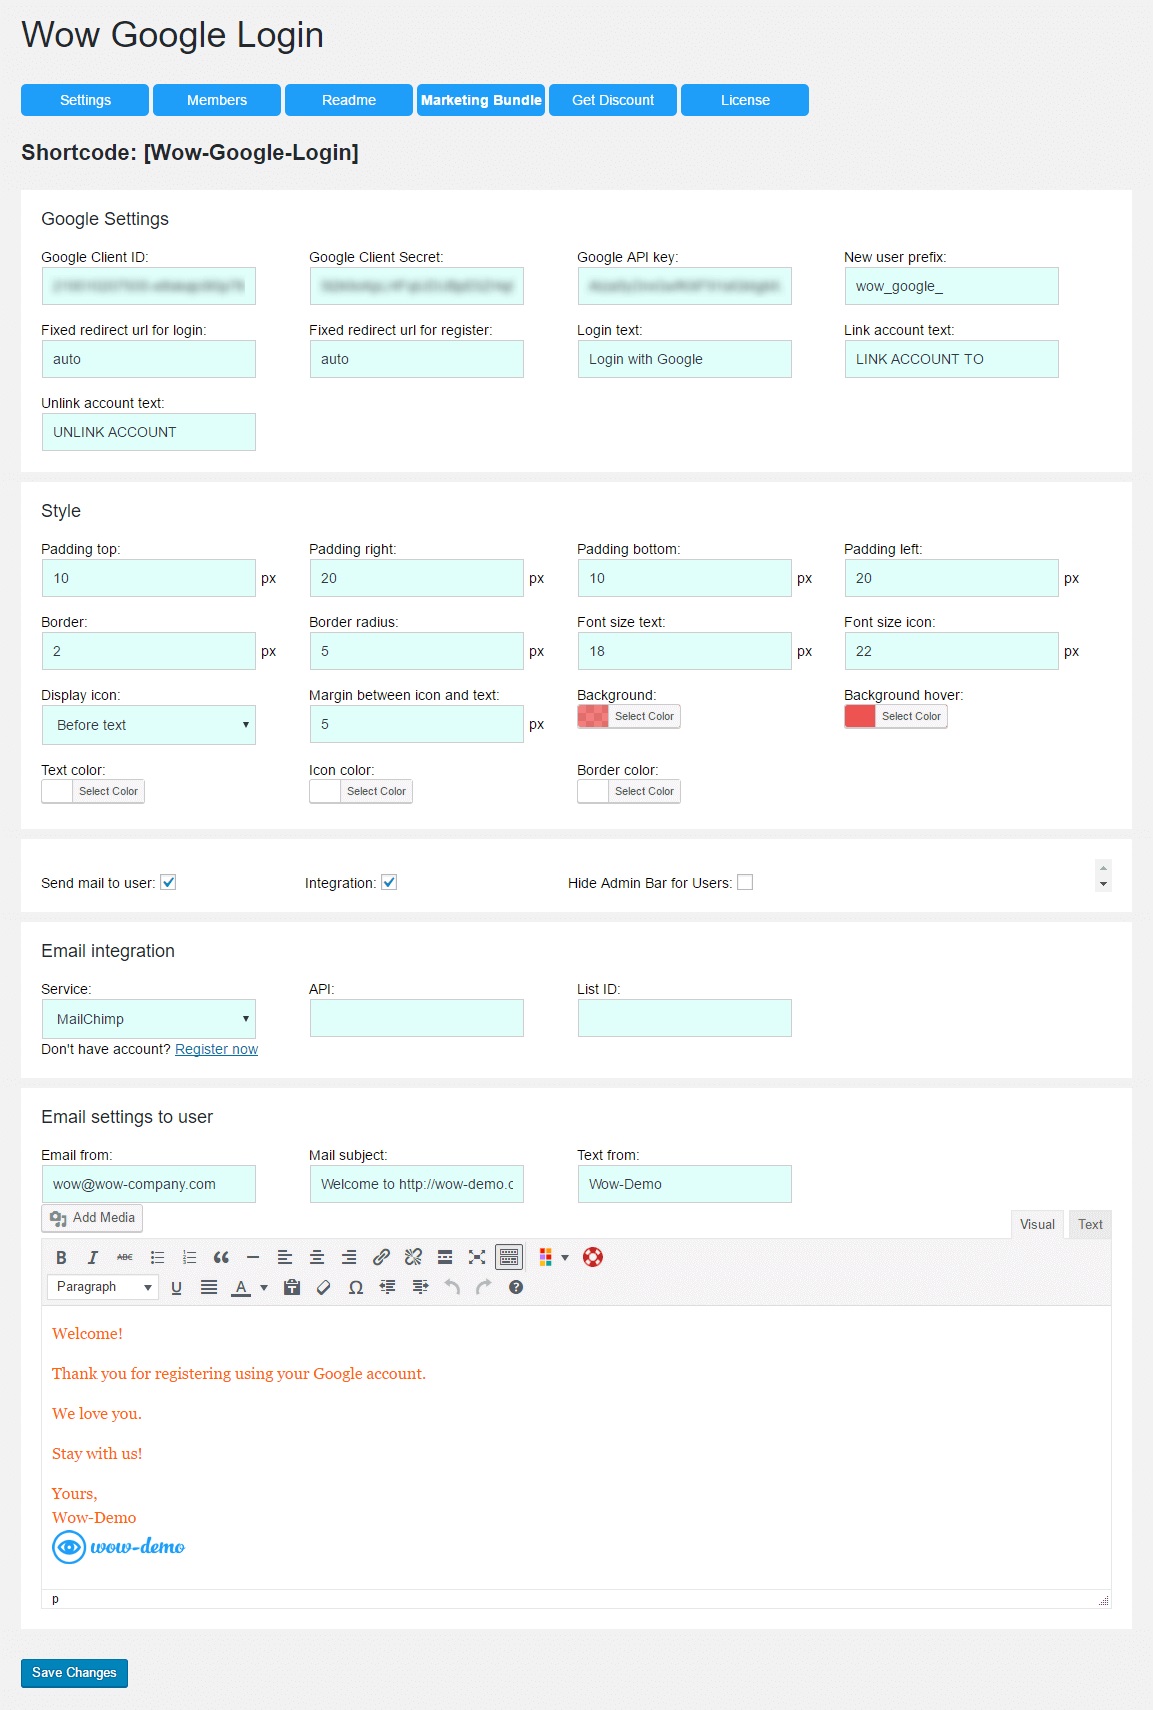 Wow Google Login
Settings Members Readme Marketing Bundle Get Discount License
Shortcode: [Wow-Google-Login]
Google Settings
Google Client ID: Google Client Secret: Google API key: New user prefix:
wow_google_
Fixed redirect url for login: Fixed redirect url for register: Login text: Link account text:
auto auto Login with Google LINK ACCOUNT TO
Unlink account text:
UNLINK ACCOUNT
Style
Padding top: Padding right: Padding bottom: Padding left:
10 px 20 px 10 px 20 px
Border: Border radius: Font size text: Font size icon:
2 px 5 px 18 px 22 px
Display icon: Margin between icon and text: Background: Background hover:
Before text 5 px Select Color Select Color
Text color: Icon color: Border color:
Select Color Select Color Select Color
Send mail to user: Integration: Hide Admin Bar for Users:
Email integration
Service: API: List ID:
MailChimp
Don't have account? Register now
Email settings to user
Email from: Mail subject: Text from:
wow@wow-company.com Welcome to http://wow-demo.c Wow-Demo
Add Media Visual Text
B I ABC
Paragraph U A Ω
Welcome!
Thank you for registering using your Google account.
We love you.
Stay with us!
Yours,
Wow-Demo
wow-demo
p
Save Changes